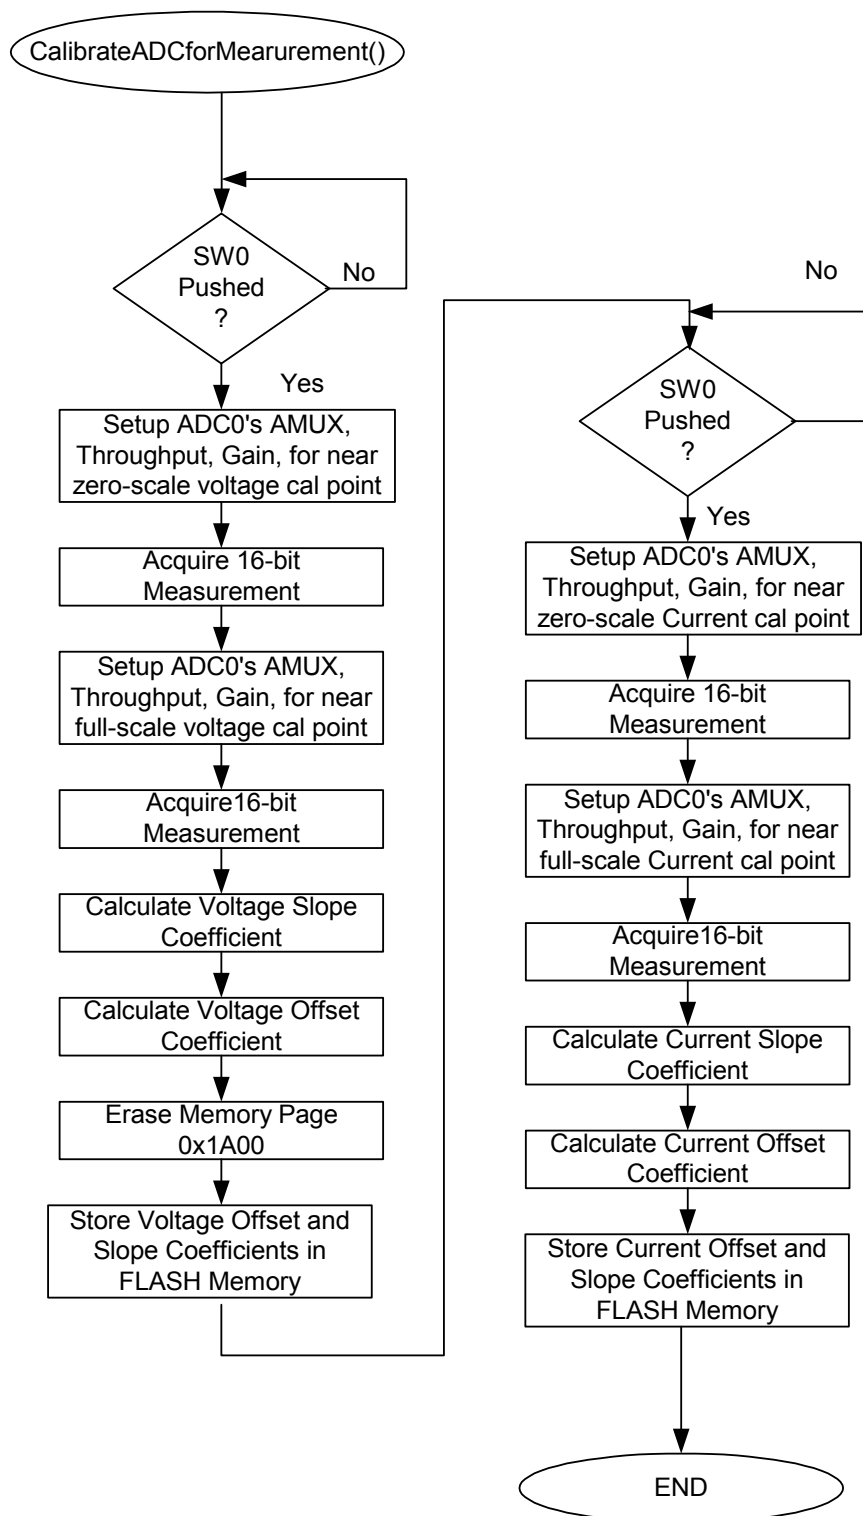 CalibrateADCforMearurement()
SW0
Pushed
?
No
Yes
Setup ADC0's AMUX,
Throughput, Gain, for near
zero-scale voltage cal point
Acquire 16-bit
Measurement
Setup ADC0's AMUX,
Throughput, Gain, for near
full-scale voltage cal point
Acquire16-bit
Measurement
Calculate Voltage Slope
Coefficient
Calculate Voltage Offset
Coefficient
Erase Memory Page
0x1A00
Store Voltage Offset and
Slope Coefficients in
FLASH Memory
No
SW0
Pushed
?
Yes
Setup ADC0's AMUX,
Throughput, Gain, for near
zero-scale Current cal point
Acquire 16-bit
Measurement
Setup ADC0's AMUX,
Throughput, Gain, for near
full-scale Current cal point
Acquire16-bit
Measurement
Calculate Current Slope
Coefficient
Calculate Current Offset
Coefficient
Store Current Offset and
Slope Coefficients in
FLASH Memory
END